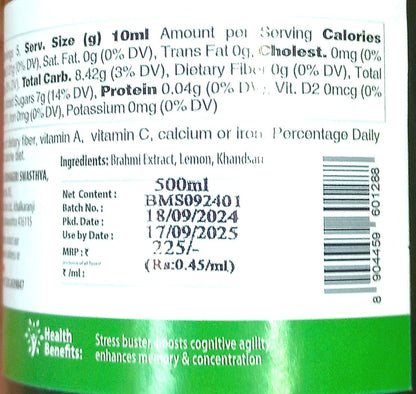 S, Serv. Size (g) 10ml Amount per Serving Calories
(0% DV), Sat. Fat. 0g (0% DV), Trans Fat 0g, Cholest. 0mg (0%
DV), Total Carb. 8.42g (3% DV), Dietary Fiber 0g (0% DV), Total
Sugars 7g (14% DV), Protein 0.04g (0% DV), Vit. D2 0mcg (0%
0mg (0% DV), Potassium 0mg (0% DV)
dietary fiber, vitamin A, vitamin C, calcium or iron. Percentage Daily
diet.
Ingredients: Brahmi Extract, Lemon, Khandsari
SWASTHYA,
Net Content : 500ml
Batch No. : BMS092401
Pkd. Date : 18/09/2024
Use by Date : 17/09/2025
MRP : ₹ 225/-
₹ /ml : (Rs:0.45/ml)
8 904459 601288
Health Benefits:
Stress buster, boosts cognitive agility
enhances memory & concentration